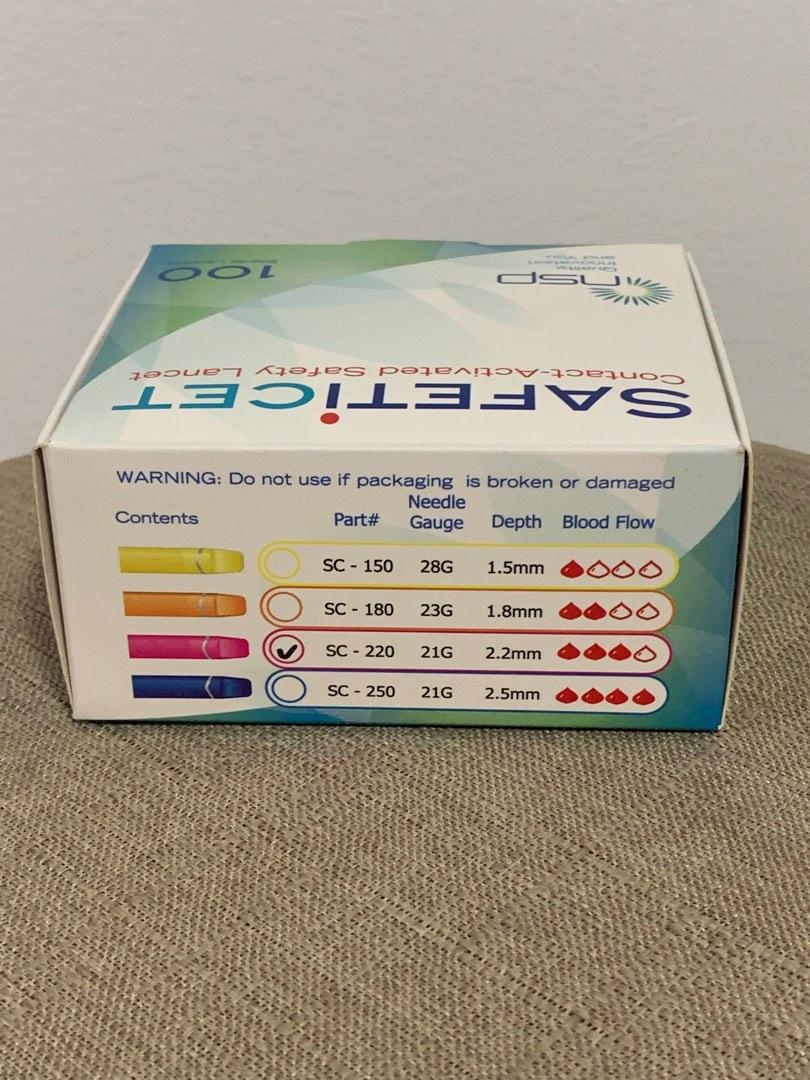 100
Sterile Lancets
nsp
Quality,
Innovation
and You
SAFETiCET
Contact-Activated Safety Lancet
WARNING: Do not use if packaging is broken or damaged
Contents Part# Needle Gauge Depth Blood Flow
SC - 150 28G 1.5mm
SC - 180 23G 1.8mm
SC - 220 21G 2.2mm
SC - 250 21G 2.5mm